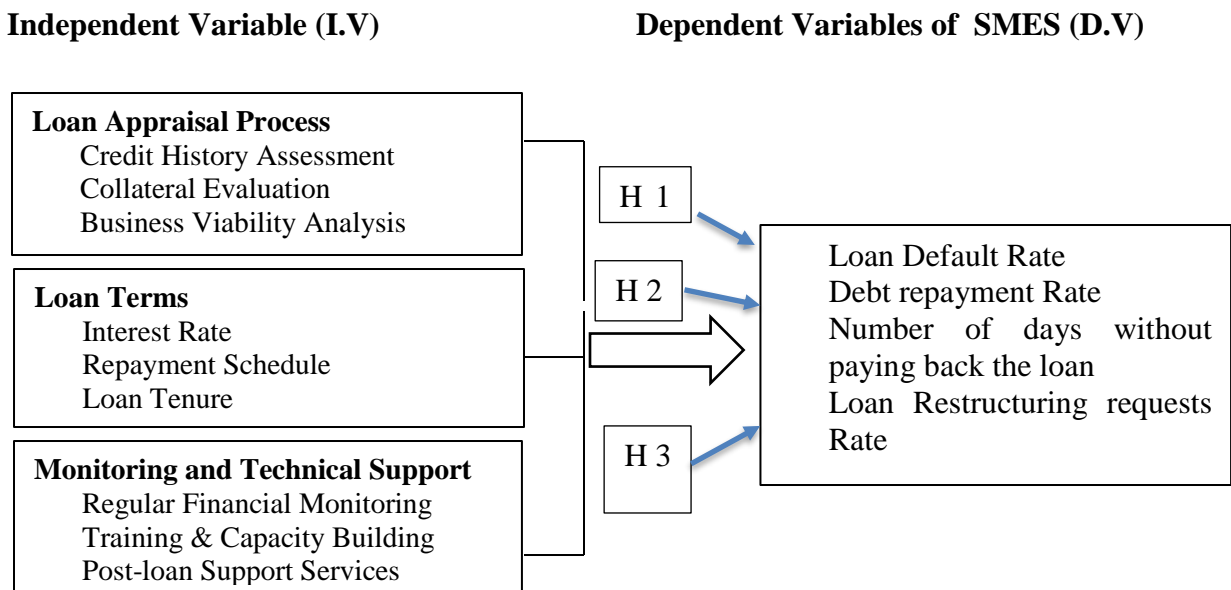 Independent Variable (I.V)
Dependent Variables of SMES (D.V)
Loan Appraisal Process
Credit History Assessment
Collateral Evaluation
Business Viability Analysis
Loan Terms
Interest Rate
Repayment Schedule
Loan Tenure
Monitoring and Technical Support
Regular Financial Monitoring
Training & Capacity Building
Post-loan Support Services
H 1
H 2
H 3
Loan Default Rate
Debt repayment Rate
Number of days without
paying back the loan
Loan Restructuring requests
Rate